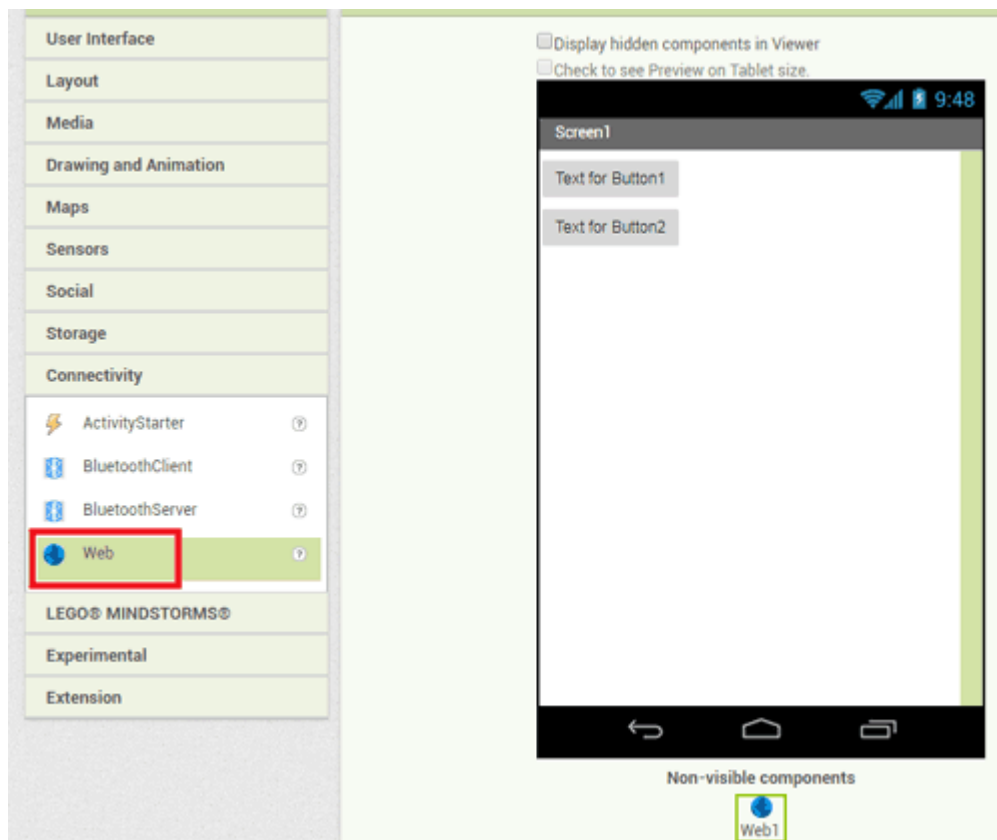 User Interface
Layout
Media
Drawing and Animation
Maps
Sensors
Social
Storage
Connectivity
ActivityStarter ?
BluetoothClient ?
BluetoothServer ?
Web ?
LEGO® MINDSTORMS®
Experimental
Extension
Display hidden components in Viewer
Check to see Preview on Tablet size.
9:48
Screen1
Text for Button1
Text for Button2
Non-visible components
Web1